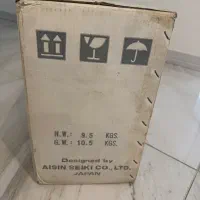 N.W.: 8.5 KGS.
G.W.: 10.5 KGS.
Designed by
AISIN SEIKI CO., LTD.
JAPAN